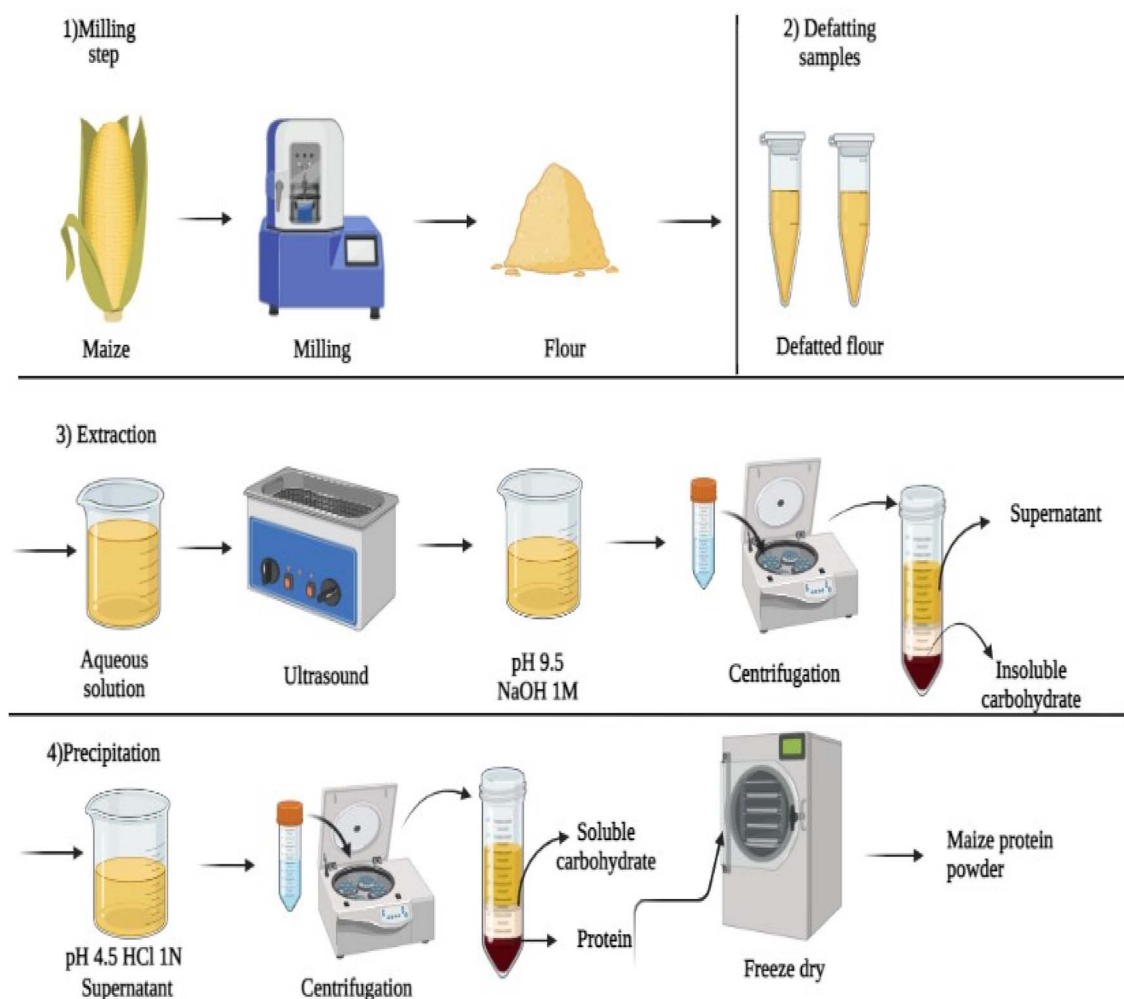 1)Milling
step
2) Defatting
samples
Maize
Milling
Flour
Defatted flour
3) Extraction
Supernatant
Aqueous
solution
Ultrasound
pH 9.5
NaOH 1M
Centrifugation
Insoluble
carbohydrate
4)Precipitation
Soluble
carbohydrate
Maize protein
powder
Protein
pH 4.5 HCl 1N
Supernatant
Centrifugation
Freeze dry